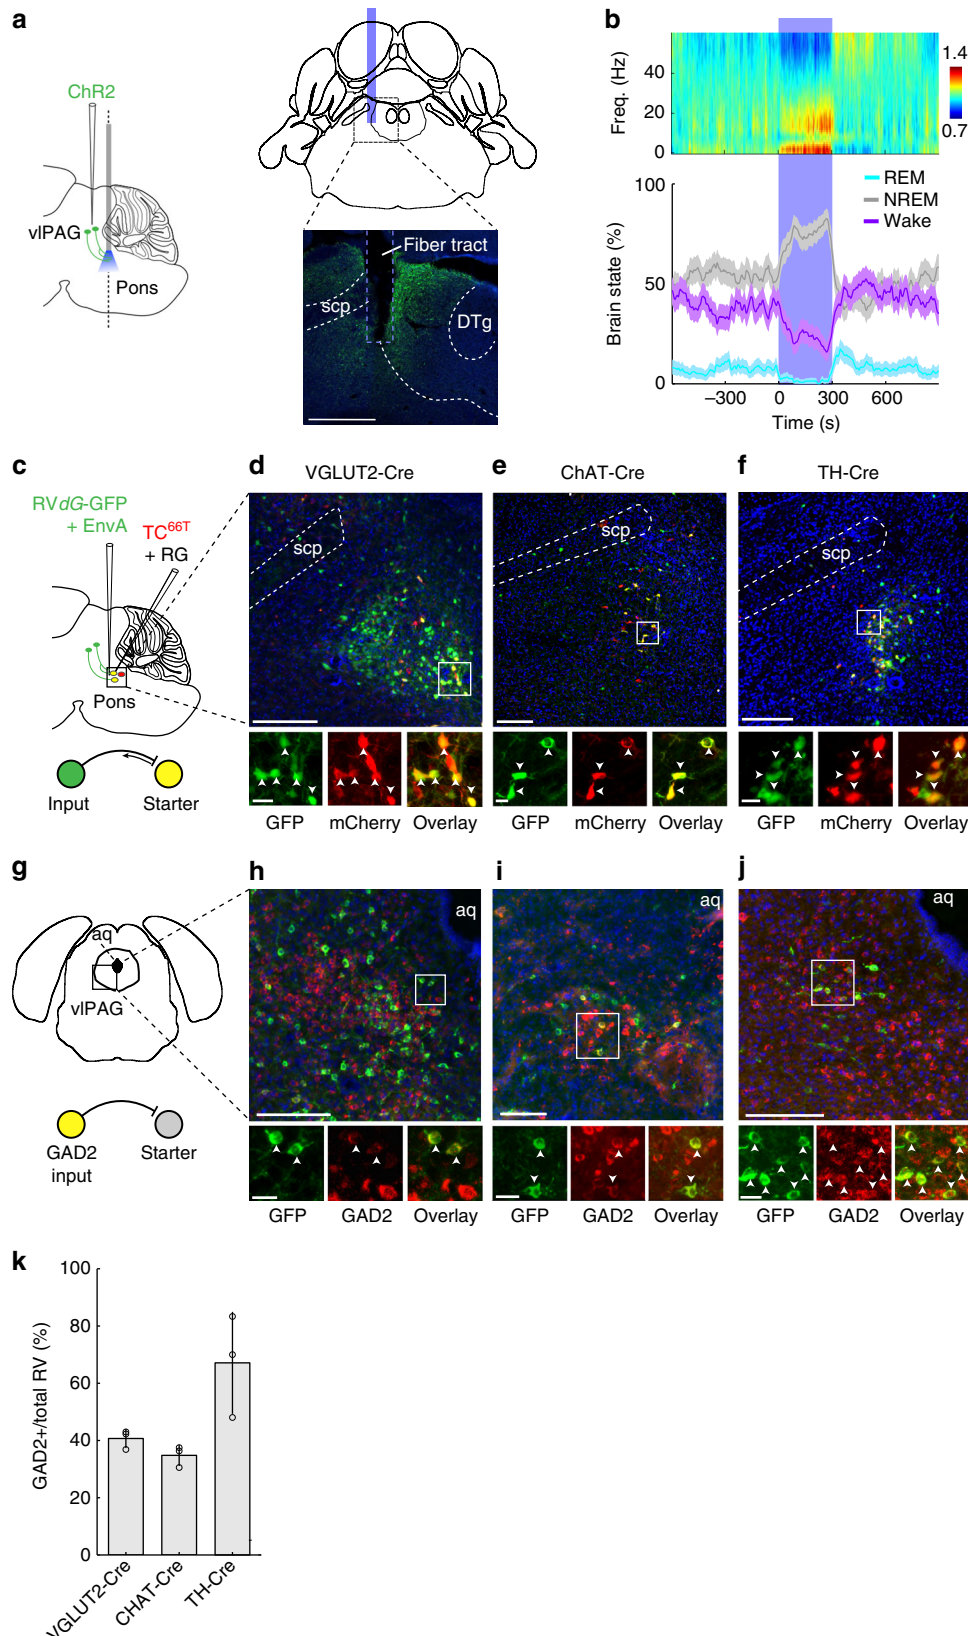 a
ChR2
vlPAG
Pons
Fiber tract
scp
DTg
b
Freq. (Hz)
40
20
0
1.4
0.7
REM
NREM
Wake
Brain state (%)
100
50
0
–300
0
300
600
Time (s)
c
RVdG-GFP
+ EnvA
TC66T
+ RG
Pons
Input
Starter
d
VGLUT2-Cre
scp
GFP
mCherry
Overlay
e
ChAT-Cre
scp
GFP
mCherry
Overlay
f
TH-Cre
scp
GFP
mCherry
Overlay
g
aq
vlPAG
GAD2
input
Starter
h
aq
GFP
GAD2
Overlay
i
aq
GFP
GAD2
Overlay
j
aq
GFP
GAD2
Overlay
k
GAD2+/total RV (%)
100
80
60
40
20
0
VGLUT2-Cre
CHAT-Cre
TH-Cre